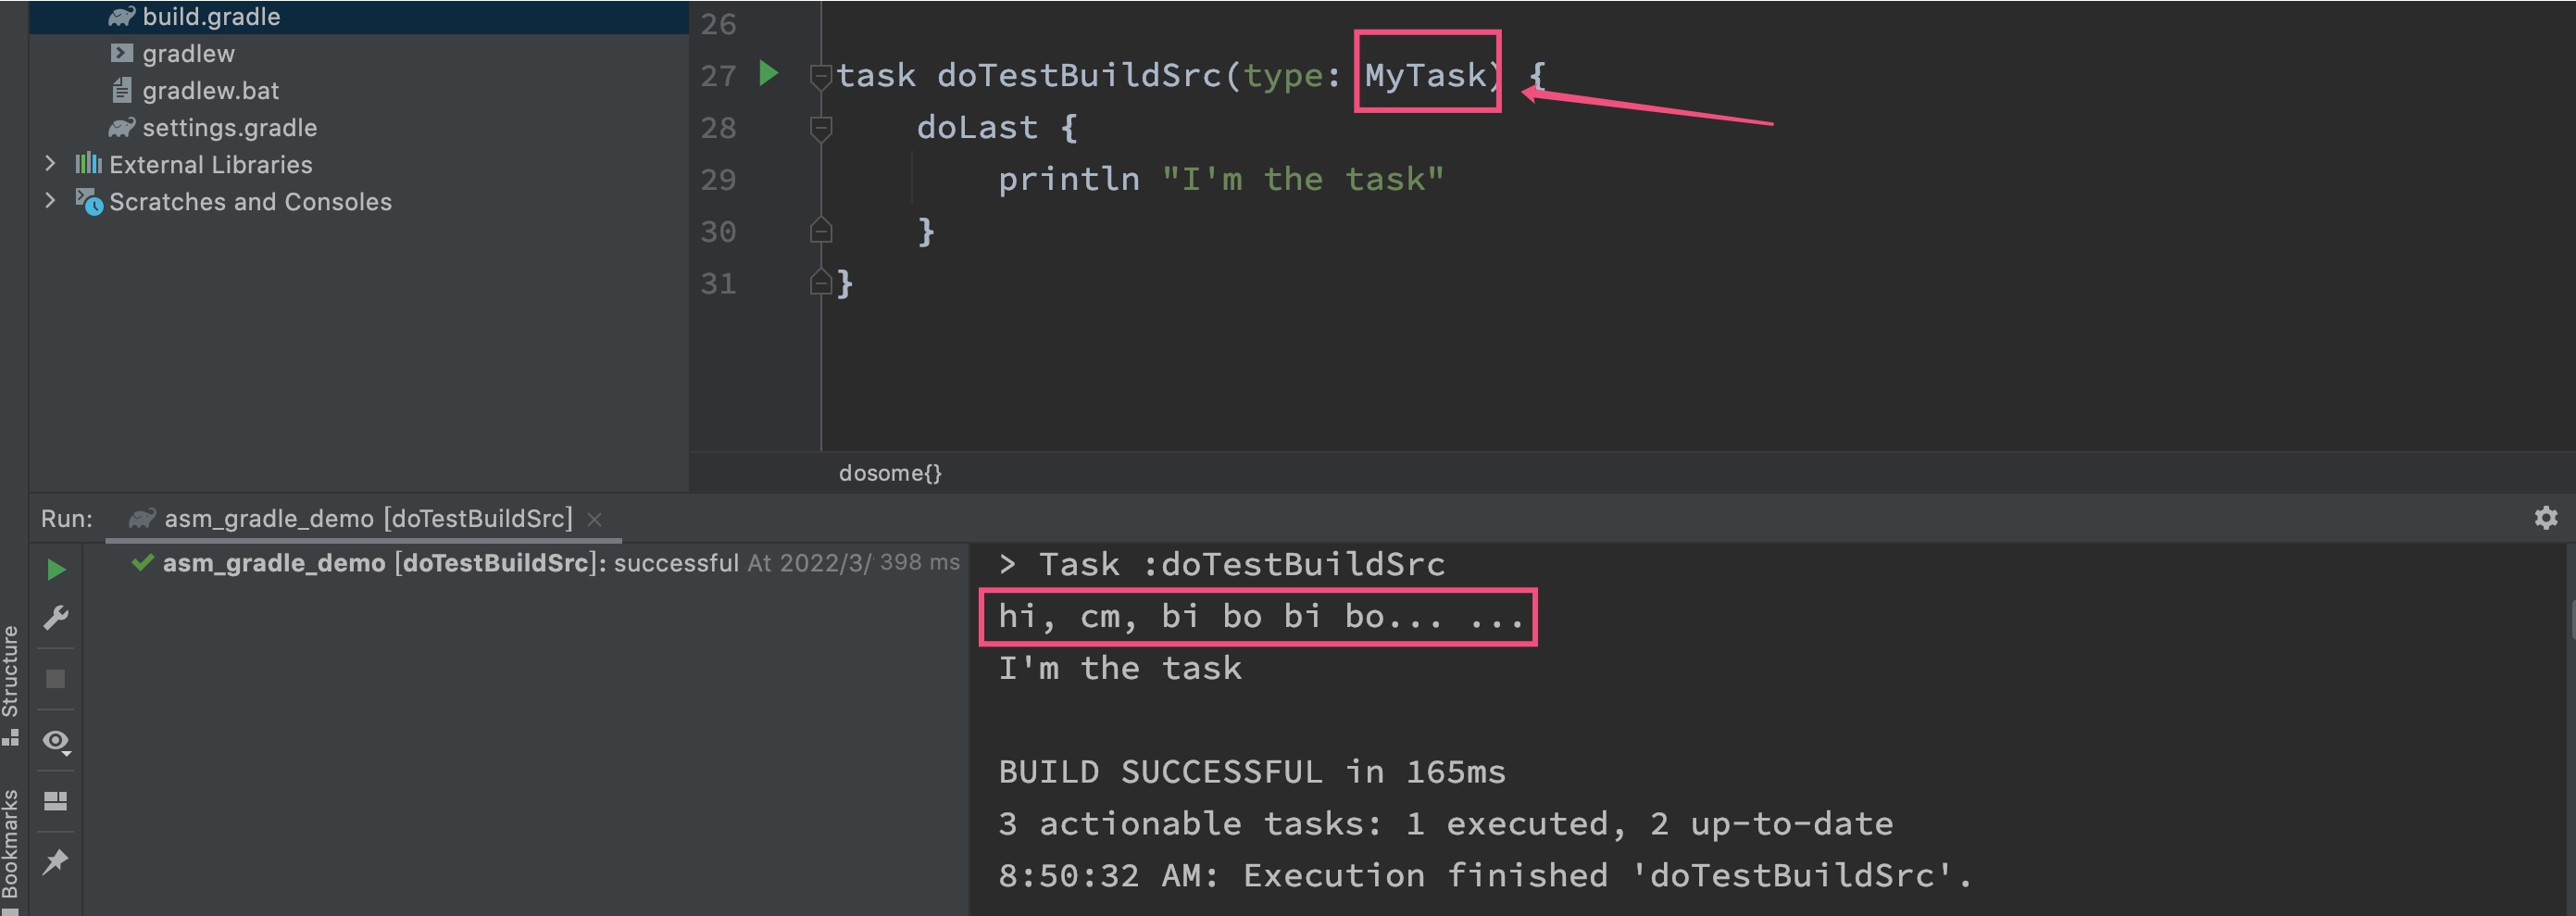 build.gradle
gradlew
gradlew.bat
settings.gradle
External Libraries
Scratches and Consoles
26
27 task doTestBuildSrc(type: MyTask) {
28 doLast {
29 println "I'm the task"
30 }
31 }
dosome{}
Run: asm_gradle_demo [doTestBuildSrc]
asm_gradle_demo [doTestBuildSrc]: successful At 2022/3/ 398 ms
> Task :doTestBuildSrc
hi, cm, bi bo bi bo... ...
I'm the task
BUILD SUCCESSFUL in 165ms
3 actionable tasks: 1 executed, 2 up-to-date
8:50:32 AM: Execution finished 'doTestBuildSrc'.
Structure
Bookmarks